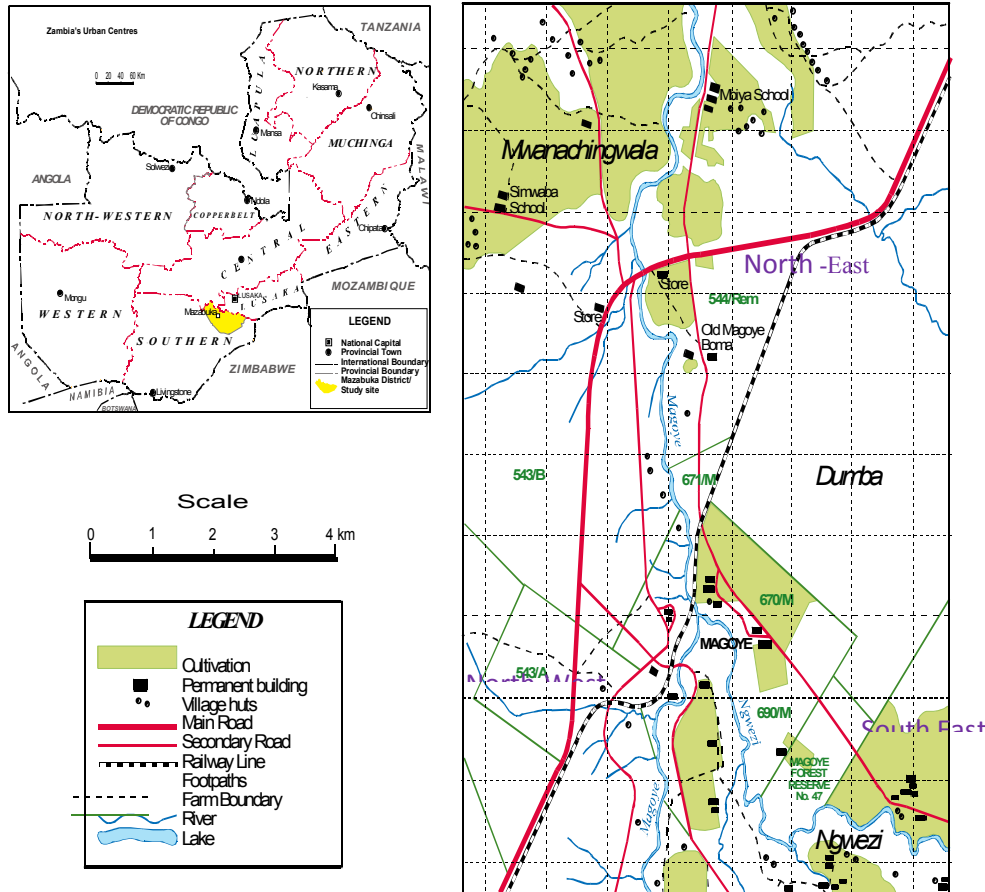 Zambia's Urban Centres
0 20 40 60 Km
TANZANIA
NORTHERN
Kasama
DEMOCRATIC REPUBLIC
OF CONGO
LUAPULA
Mansa
Chinsali
MUCHINGA
MALAWI
Solwezi
ANGOLA
Ndola
NORTH-WESTERN
COPPERBELT
EASTERN
Chipata
CENTRAL
Mongu
WESTERN
LUSAKA
LUSAKA
MOZAMBIQUE
Mazabuka
SOUTHERN
ZIMBABWE
ANGOLA
NAMIBIA
Livingstone
BOTSWANA
LEGEND
National Capital
Provincial Town
International Boundary
Provincial Boundary
Mazabuka District/
Study site
Scale
0 1 2 3 4 km
LEGEND
Cultivation
Permanent building
Village huts
Main Road
Secondary Road
Railway Line
Footpaths
Farm Boundary
River
Lake
Mbiya School
Mwanachingwala
Simwaba
School
North -East
Store
544/Rem
Store
Old Magoye
Boma
Magoye
543/B
671/M
Dumba
670/M
MAGOYE
543/A
North West
Ngwezi
690/M
South East
MAGOYE
FOREST
RESERVE
No. 47
Magoye
Ngwezi